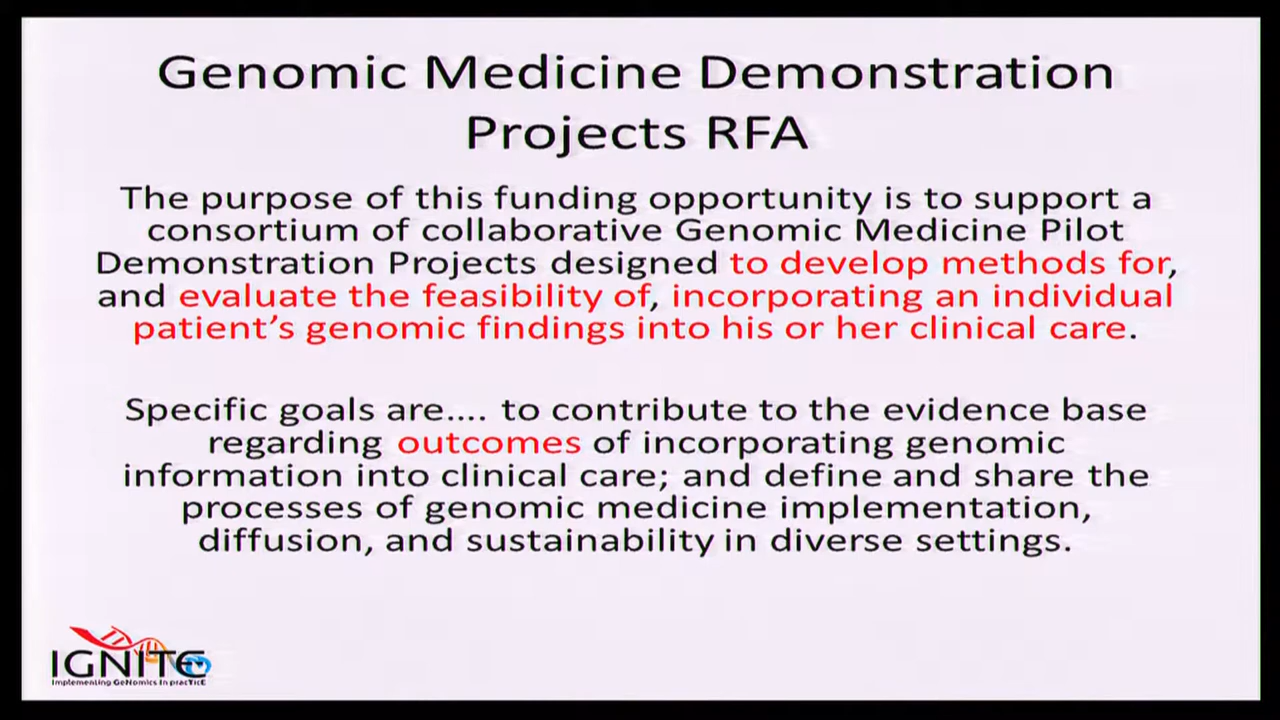 Genomic Medicine Demonstration
Projects RFA
The purpose of this funding opportunity is to support a
consortium of collaborative Genomic Medicine Pilot
Demonstration Projects designed to develop methods for,
and evaluate the feasibility of, incorporating an individual
patient’s genomic findings into his or her clinical care.
Specific goals are.... to contribute to the evidence base
regarding outcomes of incorporating genomic
information into clinical care; and define and share the
processes of genomic medicine implementation,
diffusion, and sustainability in diverse settings.
IGNITE
Implementing GeNomics In pracTicE